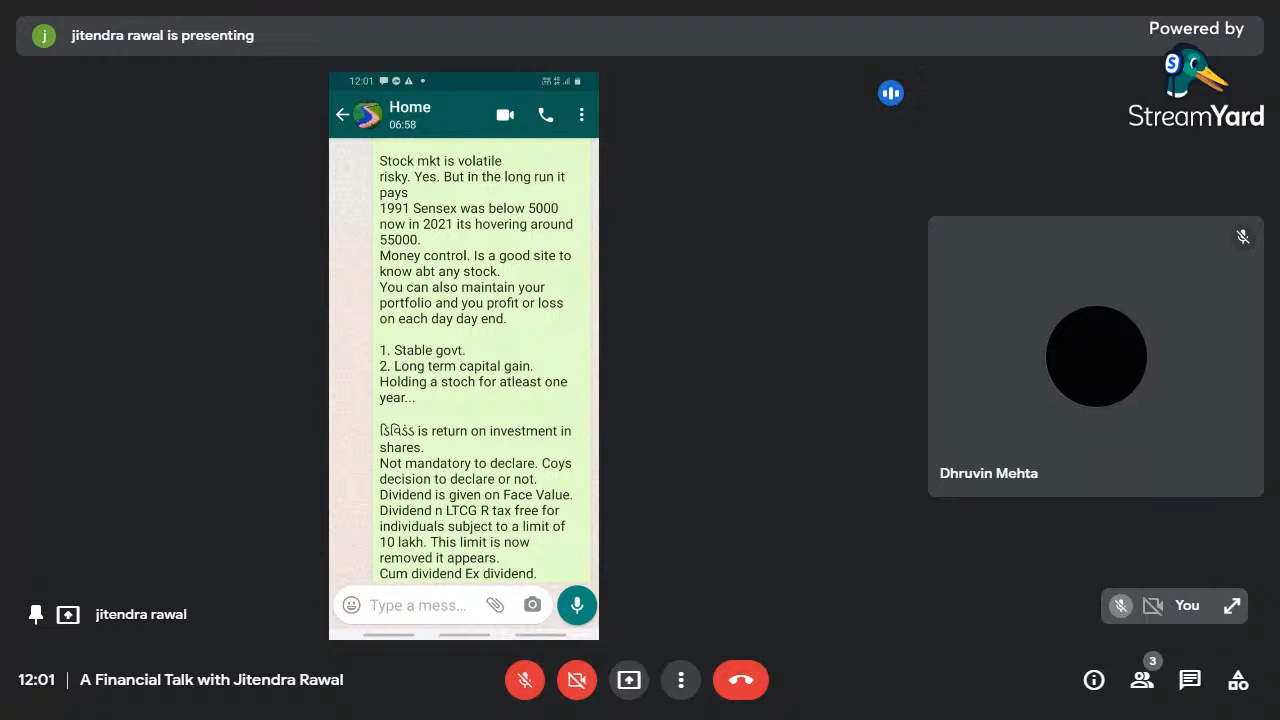 jitendra rawal is presenting
Powered by
StreamYard
12:01
Home
06:58
Stock mkt is volatile
risky. Yes. But in the long run it
pays
1991 Sensex was below 5000
now in 2021 its hovering around
55000.
Money control. Is a good site to
know abt any stock.
You can also maintain your
portfolio and you profit or loss
on each day day end.
1. Stable govt.
2. Long term capital gain.
Holding a stoch for atleast one
year...
ડિવિડંડ is return on investment in
shares.
Not mandatory to declare. Coys
decision to declare or not.
Dividend is given on Face Value.
Dividend n LTCG R tax free for
individuals subject to a limit of
10 lakh. This limit is now
removed it appears.
Cum dividend Ex dividend.
Type a mess...
Dhruvin Mehta
jitendra rawal
You
12:01 | A Financial Talk with Jitendra Rawal
3